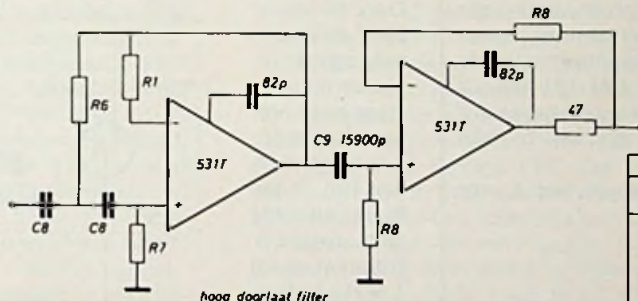 R8
R6
R1
82p
531T
82p
531T
47
C9 15900p
C8
C8
R7
R8
hoog doorlaat filter